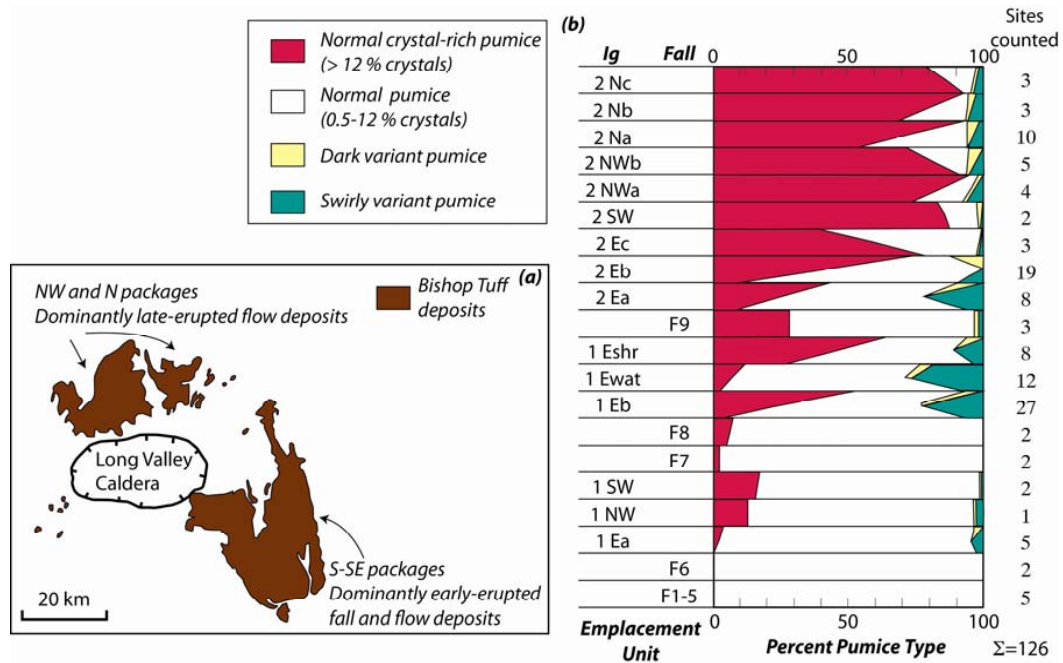 Normal crystal-rich pumice
(> 12 % crystals)
Normal pumice
(0.5-12 % crystals)
Dark variant pumice
Swirly variant pumice
(a)
NW and N packages
Dominantly late-erupted flow deposits
Bishop Tuff
deposits
Long Valley
Caldera
S-SE packages
Dominantly early-erupted
fall and flow deposits
20 km
(b)
Sites
counted
Ig Fall 0 50 100
2 Nc 3
2 Nb 3
2 Na 10
2 NWb 5
2 NWa 4
2 SW 2
2 Ec 3
2 Eb 19
2 Ea 8
F9 3
1 Eshr 8
1 Ewat 12
1 Eb 27
F8 2
F7 2
1 SW 2
1 NW 1
1 Ea 5
F6 2
F1-5 5
0 50 100
Emplacement
Unit
Percent Pumice Type
Σ=126